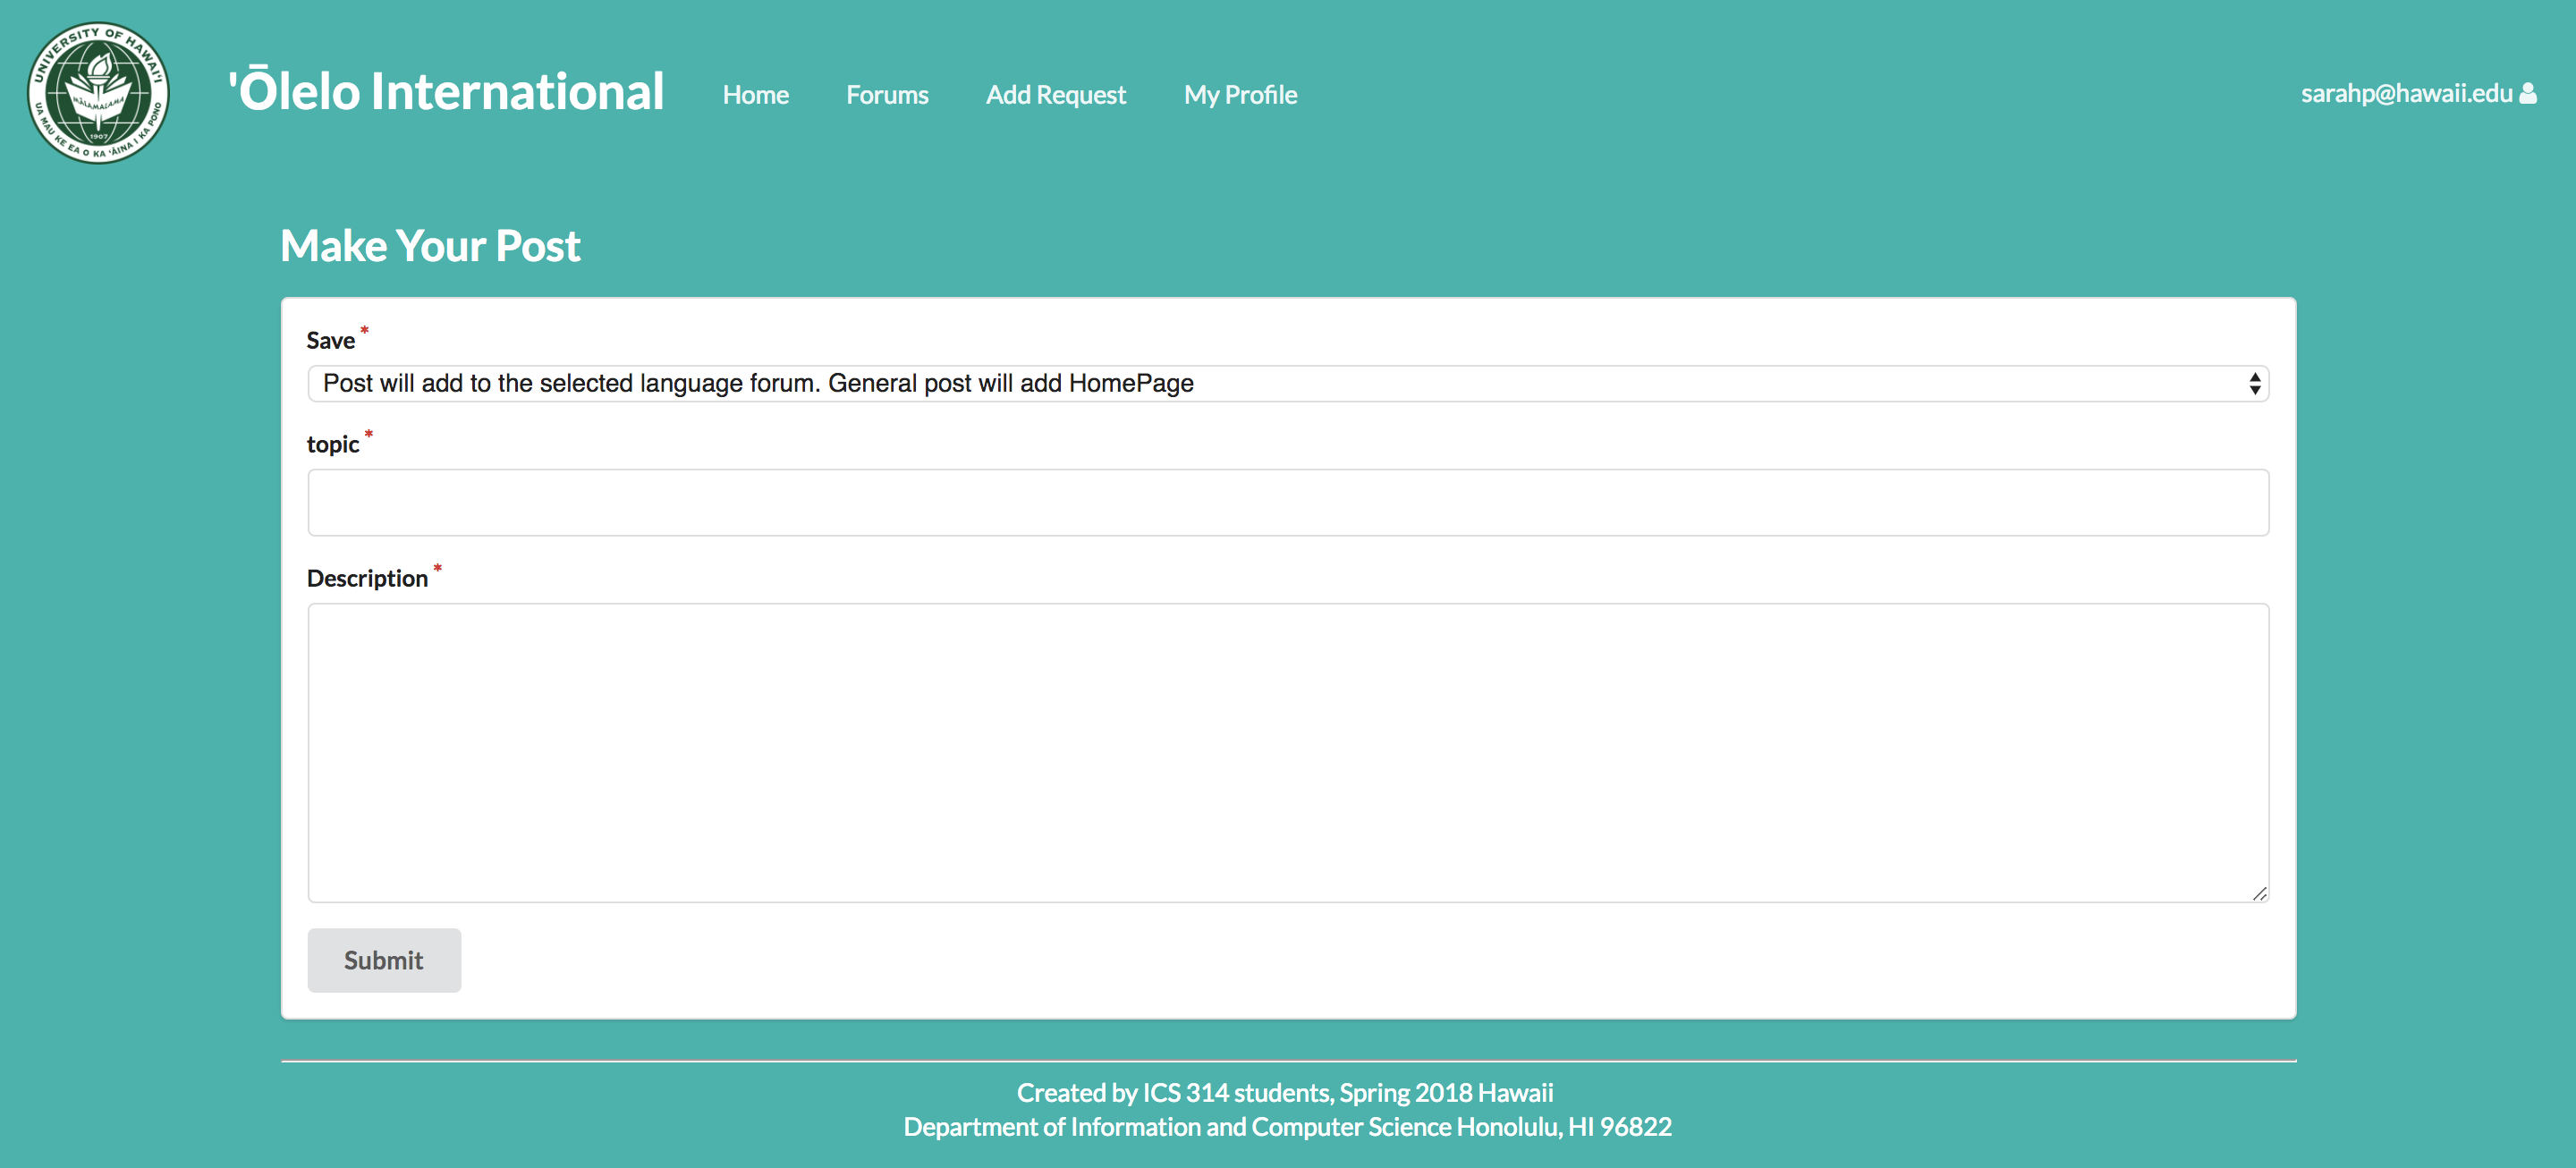 UNIVERSITY OF HAWAI'I
MALAMALAMA
1907
UA MAU KE EA O KA 'ĀINA I KA PONO
'Ōlelo International
Home Forums Add Request My Profile
sarahp@hawaii.edu
Make Your Post
Save *
Post will add to the selected language forum. General post will add HomePage
topic *
Description *
Submit
Created by ICS 314 students, Spring 2018 Hawaii
Department of Information and Computer Science Honolulu, HI 96822